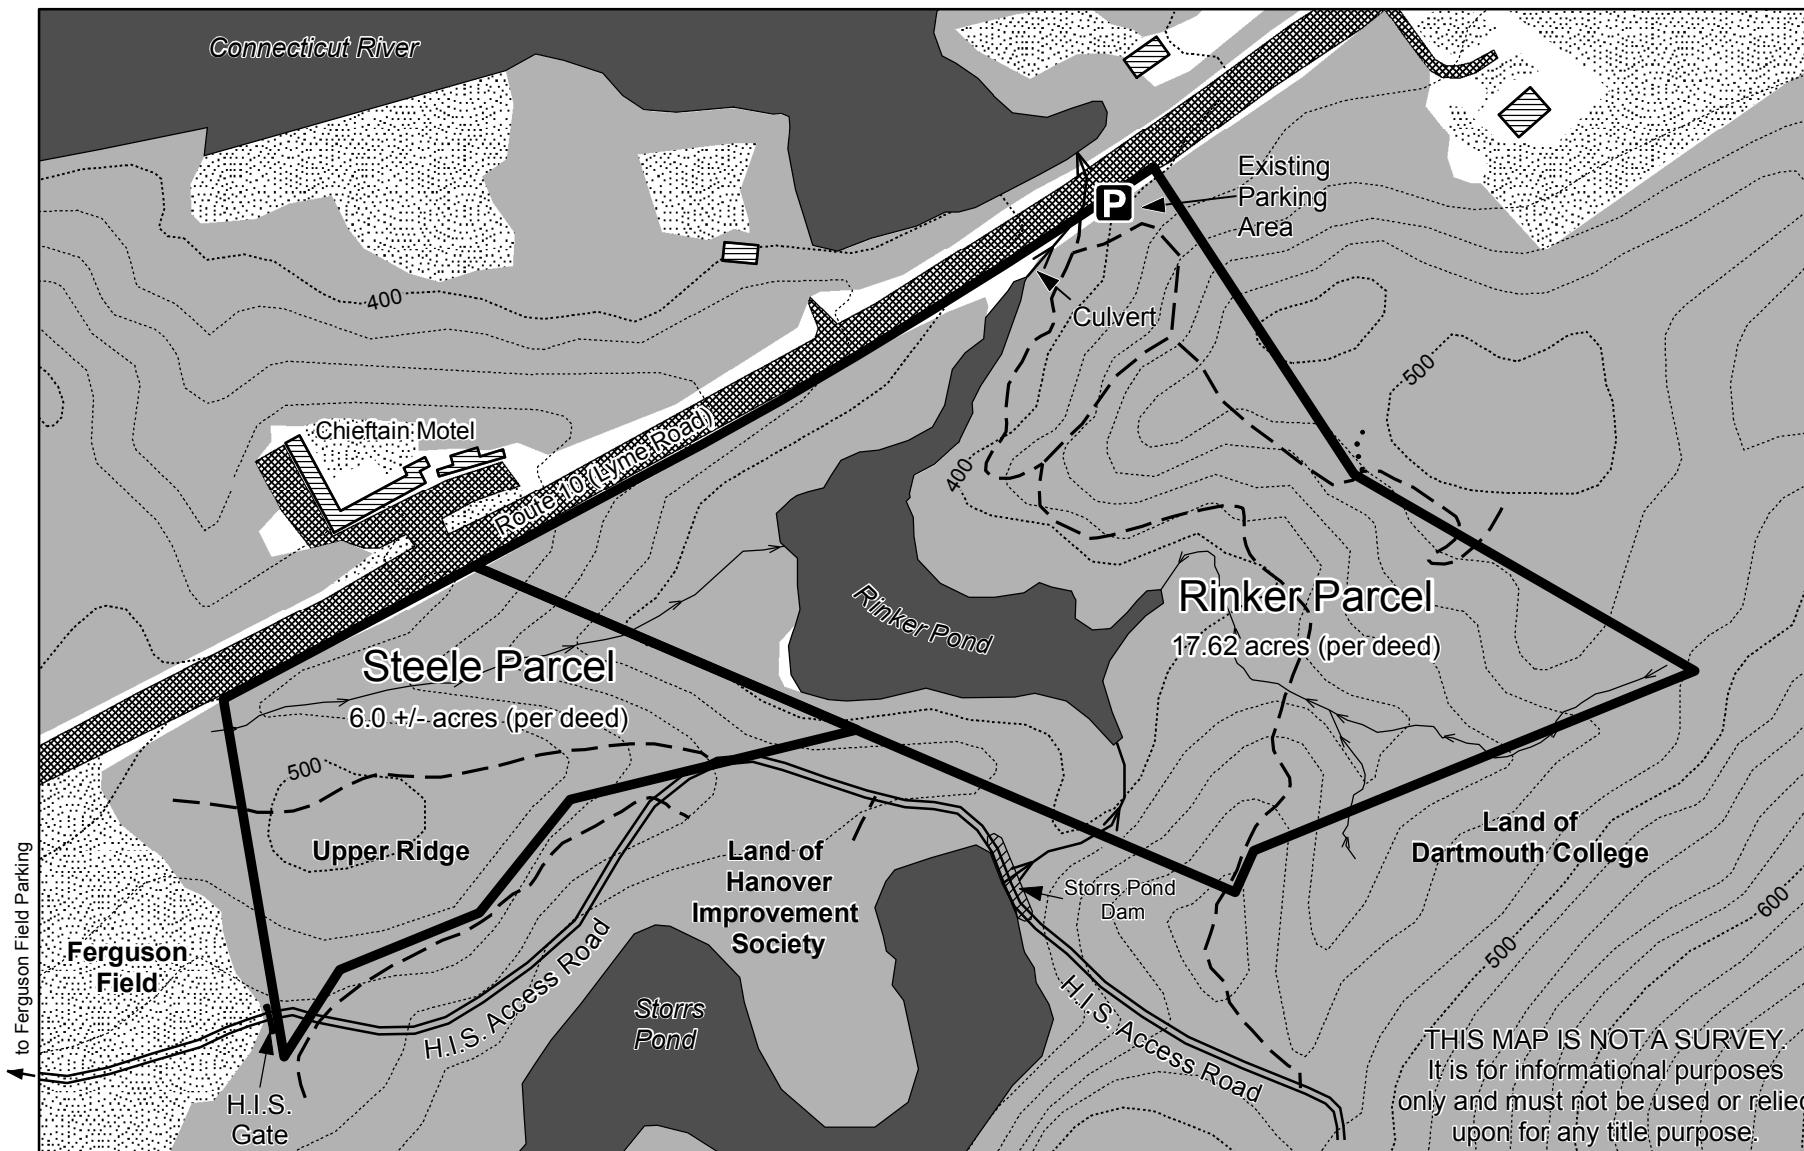 Connecticut River
Existing
Parking
Area
P
400
Culvert
500
Chieftain Motel
Route 10 (Lyme Road)
400
Rinker Pond
Rinker Parcel
17.62 acres (per deed)
Steele Parcel
6.0 +/- acres (per deed)
500
Upper Ridge
Land of
Hanover
Improvement
Society
Land of
Dartmouth College
Storrs Pond
Dam
to Ferguson Field Parking
Ferguson
Field
H.I.S. Access Road
Storrs
Pond
H.I.S. Access Road
500
600
H.I.S.
Gate
THIS MAP IS NOT A SURVEY.
It is for informational purposes
only and must not be used or relied
upon for any title purpose.